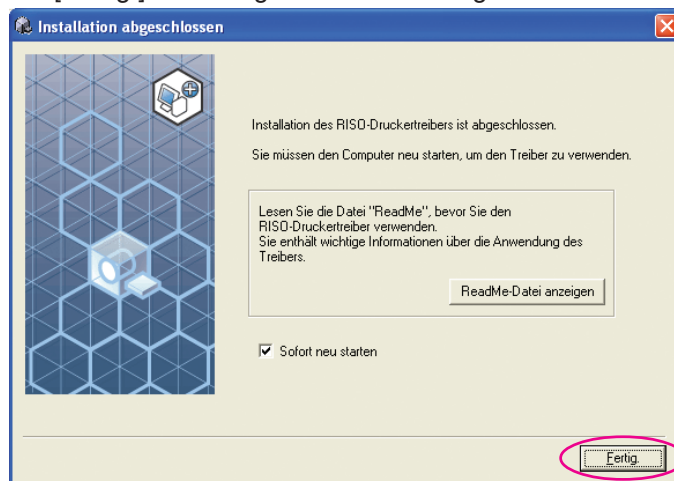 Installation abgeschlossen
Installation des RISO-Druckertreibers ist abgeschlossen.
Sie müssen den Computer neu starten, um den Treiber zu verwenden.
Lesen Sie die Datei "ReadMe", bevor Sie den
RISO-Druckertreiber verwenden.
Sie enthält wichtige Informationen über die Anwendung des
Treibers.
ReadMe-Datei anzeigen
Sofort neu starten
Fertig.